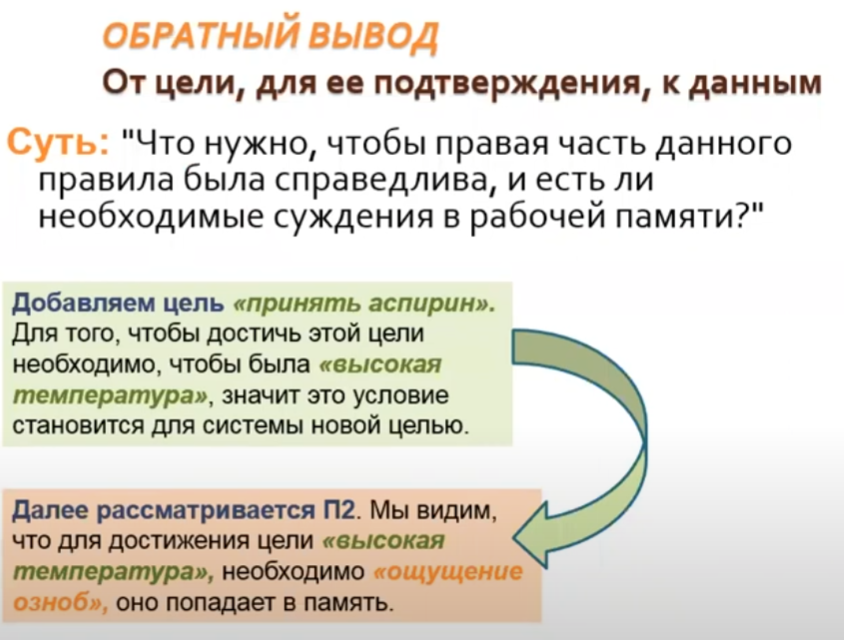 ОБРАТНЫЙ ВЫВОД
От цели, для ее подтверждения, к данным
Суть: "Что нужно, чтобы правая часть данного
правила была справедлива, и есть ли
необходимые суждения в рабочей памяти?"
Добавляем цель «принять аспирин».
Для того, чтобы достичь этой цели
необходимо, чтобы была «высокая
температура», значит это условие
становится для системы новой целью.
Далее рассматривается П2. Мы видим,
что для достижения цели «высокая
температура», необходимо «ощущение
озноб», оно попадает в память.